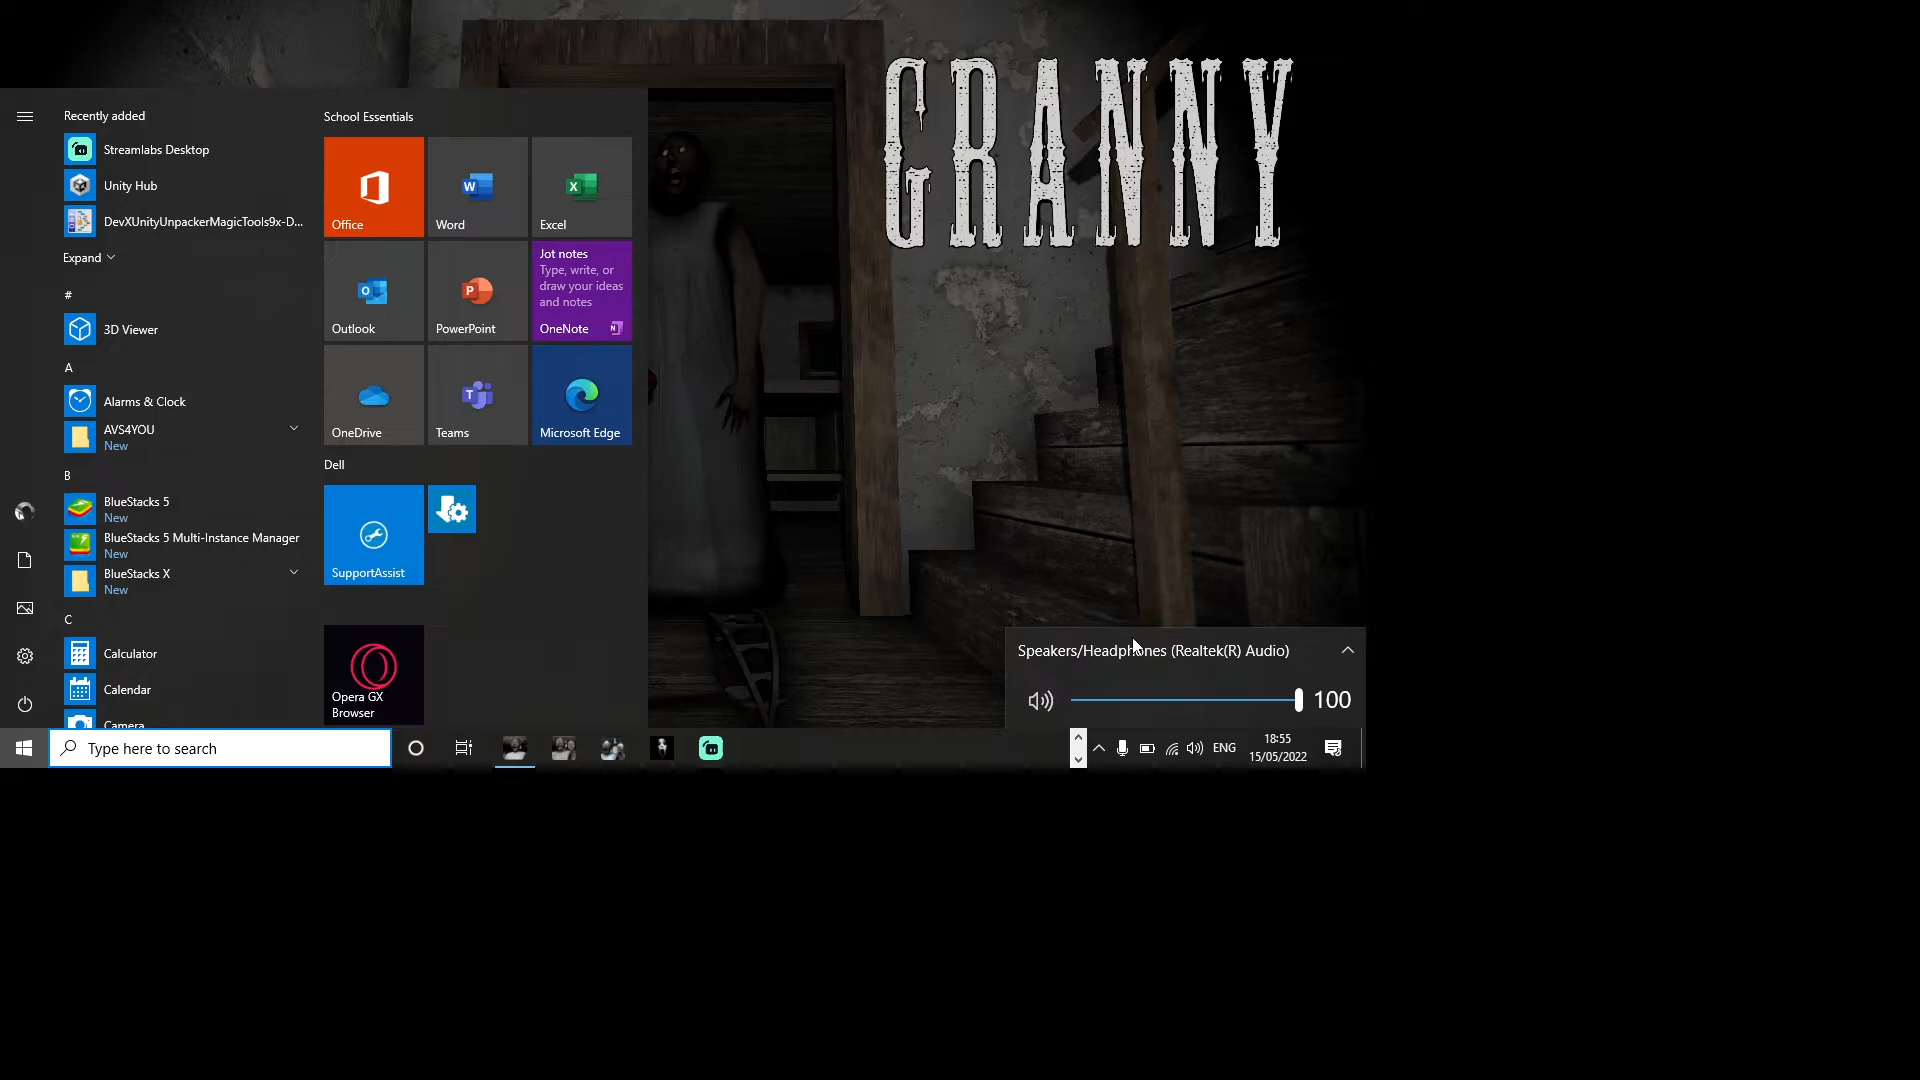 GRANNY
Recently added
Streamlabs Desktop
Unity Hub
DevXUnityUnpackerMagicTools9x-D...
Expand
#
3D Viewer
A
Alarms & Clock
AVS4YOU
New
B
BlueStacks 5
New
BlueStacks 5 Multi-Instance Manager
New
BlueStacks X
New
C
Calculator
Calendar
Camera
School Essentials
Office
Word
Excel
Outlook
PowerPoint
Jot notes
Type, write, or
draw your ideas
and notes
OneNote
OneDrive
Teams
Microsoft Edge
Dell
SupportAssist
Opera GX
Browser
Speakers/Headphones (Realtek(R) Audio)
100
Type here to search
ENG
18:55
15/05/2022